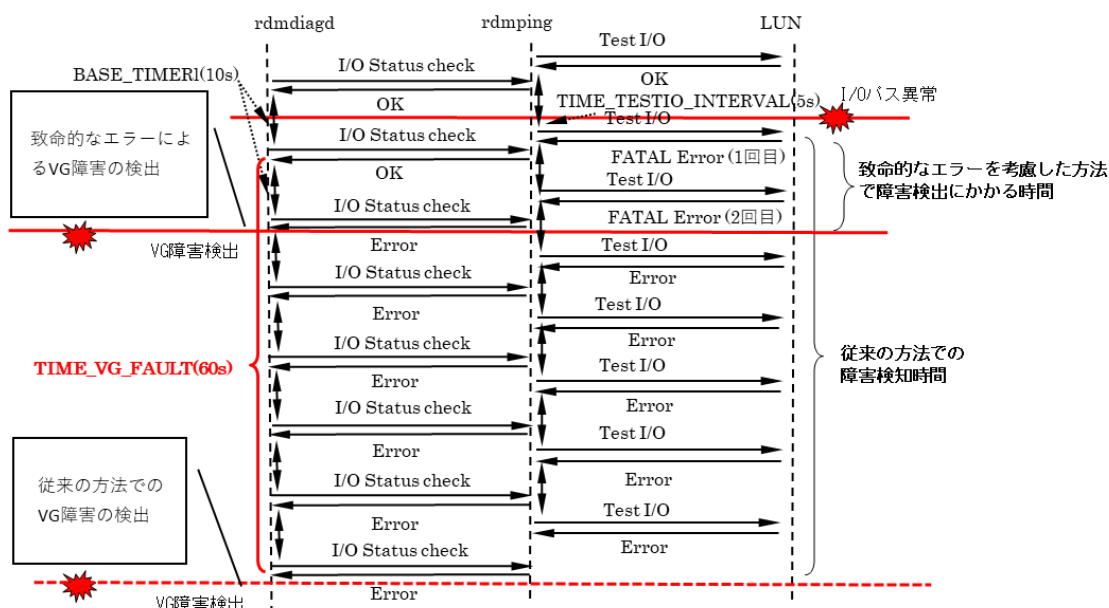 rdmdiagd
rdmping
LUN
Test I/O
BASE_TIMERl(10s)
I/O Status check
OK
OK
TIME_TESTIO_INTERVAL(5s)
I/Oパス異常
Test I/O
致命的なエラーによ
るVG障害の検出
I/O Status check
OK
FATAL Error (1回目)
致命的なエラーを考慮した方法
で障害検出にかかる時間
Test I/O
I/O Status check
FATAL Error (2回目)
VG障害検出
Error
Test I/O
I/O Status check
Error
Error
Test I/O
I/O Status check
Error
従来の方法での
障害検知時間
TIME_VG_FAULT(60s)
Test I/O
Error
I/O Status check
Error
Test I/O
Error
従来の方法での
VG障害の検出
I/O Status check
Error
Test I/O
Error
I/O Status check
Error
Error
VG障害検出